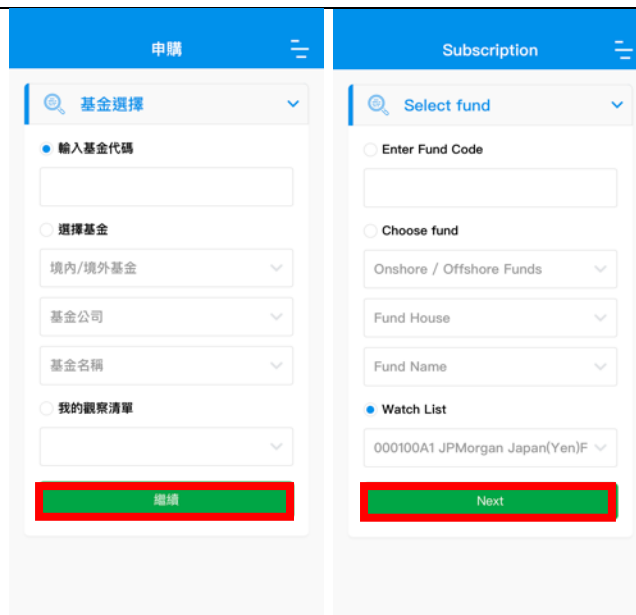 申購
基金選擇
輸入基金代碼
選擇基金
境內/境外基金
基金公司
基金名稱
我的觀察清單
繼續
Subscription
Select fund
Enter Fund Code
Choose fund
Onshore / Offshore Funds
Fund House
Fund Name
Watch List
000100A1 JPMorgan Japan(Yen)F
Next